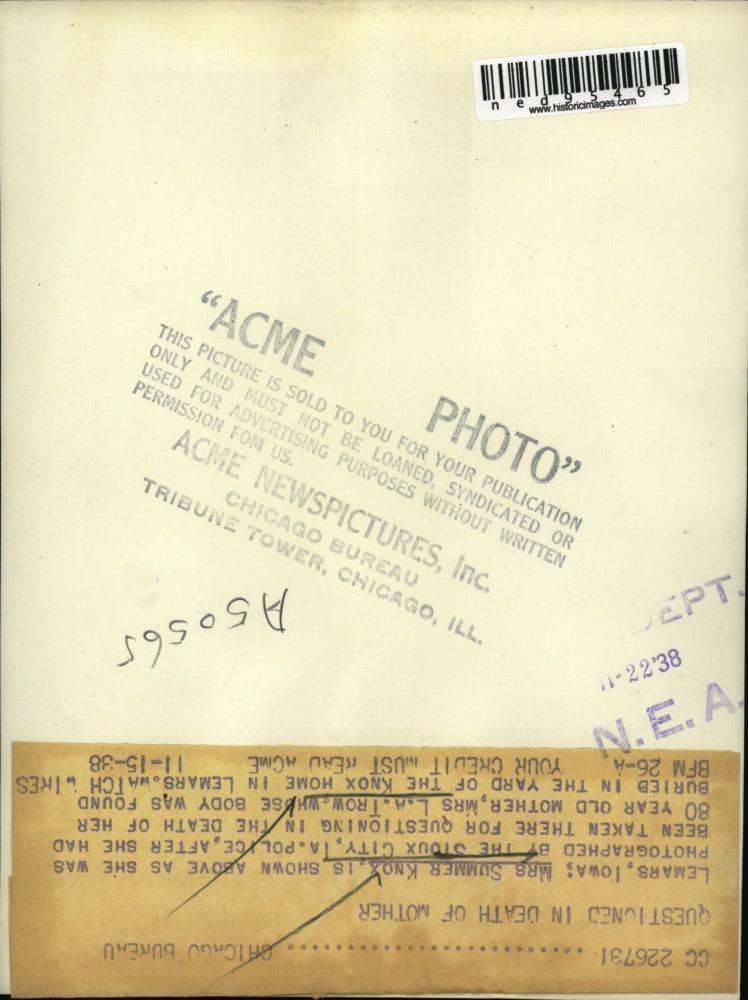 ned95465
www.historicimages.com
"ACME PHOTO"
THIS PICTURE IS SOLD TO YOU FOR YOUR PUBLICATION
ONLY AND MUST NOT BE LOANED, SYNDICATED OR
USED FOR ADVERTISING PURPOSES WITHOUT WRITTEN
PERMISSION FOM US.
ACME NEWSPICTURES, Inc.
CHICAGO BUREAU
TRIBUNE TOWER, CHICAGO, ILL.
A50565
DEPT.
11-22'38
N.E.A.
CC 226731 ........................ CHICAGO BUREAU
QUESTIONED IN DEATH OF MOTHER
LEMARS, IOWA; MRS SUMMER KNOX, IS SHOWN ABOVE AS SHE WAS
PHOTOGRAPHED BY THE SIOUX CITY, IA. POLICE, AFTER SHE HAD
BEEN TAKEN THERE FOR QUESTIONING IN THE DEATH OF HER
80 YEAR OLD MOTHER, MRS L.A. TROW, WHOSE BODY WAS FOUND
BURIED IN THE YARD OF THE KNOX HOME IN LEMARS. WATCH WIRES
BFM 26-A YOUR CREDIT MUST READ ACME 11-15-38